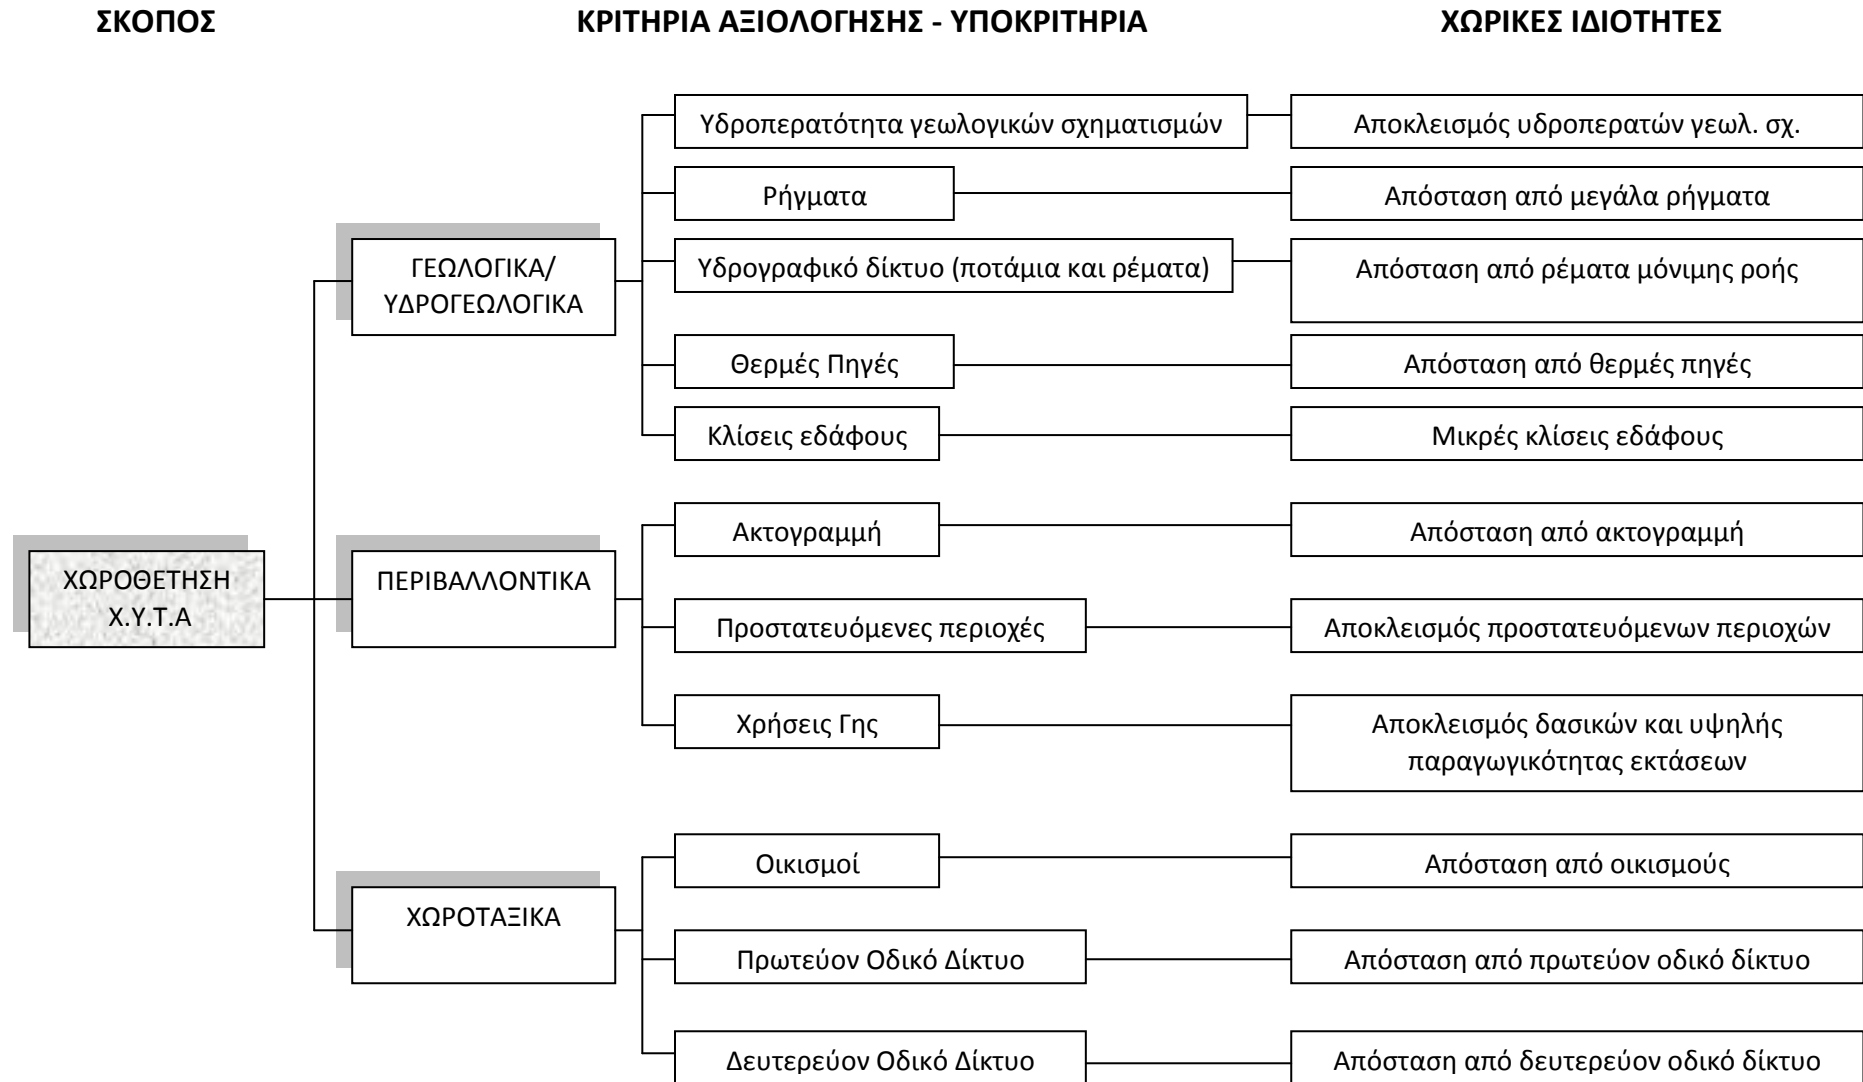 ΣΚΟΠΟΣ
ΚΡΙΤΗΡΙΑ ΑΞΙΟΛΟΓΗΣΗΣ - ΥΠΟΚΡΙΤΗΡΙΑ
ΧΩΡΙΚΕΣ ΙΔΙΟΤΗΤΕΣ
ΧΩΡΟΘΕΤΗΣΗ
Χ.Υ.Τ.Α
ΓΕΩΛΟΓΙΚΑ/
ΥΔΡΟΓΕΩΛΟΓΙΚΑ
Υδροπερατότητα γεωλογικών σχηματισμών
Αποκλεισμός υδροπερατών γεωλ. σχ.
Ρήγματα
Απόσταση από μεγάλα ρήγματα
Υδρογραφικό δίκτυο (ποτάμια και ρέματα)
Απόσταση από ρέματα μόνιμης ροής
Θερμές Πηγές
Απόσταση από θερμές πηγές
Κλίσεις εδάφους
Μικρές κλίσεις εδάφους
ΠΕΡΙΒΑΛΛΟΝΤΙΚΑ
Ακτογραμμή
Απόσταση από ακτογραμμή
Προστατευόμενες περιοχές
Αποκλεισμός προστατευόμενων περιοχών
Χρήσεις Γης
Αποκλεισμός δασικών και υψηλής
παραγωγικότητας εκτάσεων
ΧΩΡΟΤΑΞΙΚΑ
Οικισμοί
Απόσταση από οικισμούς
Πρωτεύον Οδικό Δίκτυο
Απόσταση από πρωτεύον οδικό δίκτυο
Δευτερεύον Οδικό Δίκτυο
Απόσταση από δευτερεύον οδικό δίκτυο